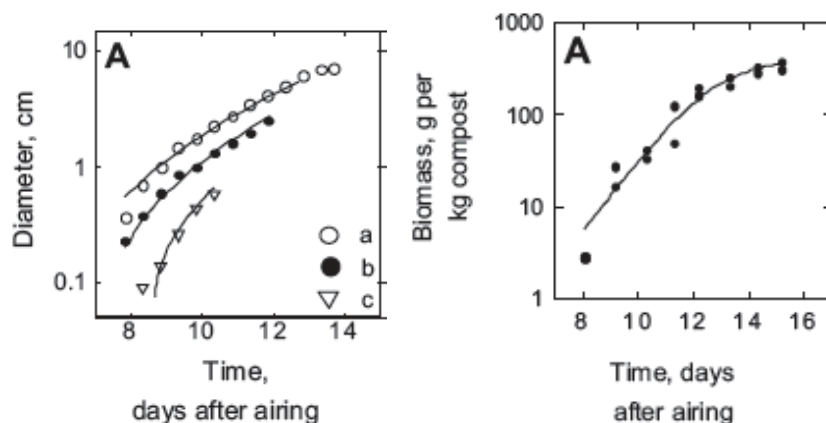 A
10
1
0.1
Diameter, cm
a
b
c
8 10 12 14
Time,
days after airing
A
1000
100
10
1
Biomass, g per
kg compost
8 10 12 14 16
Time, days
after airing